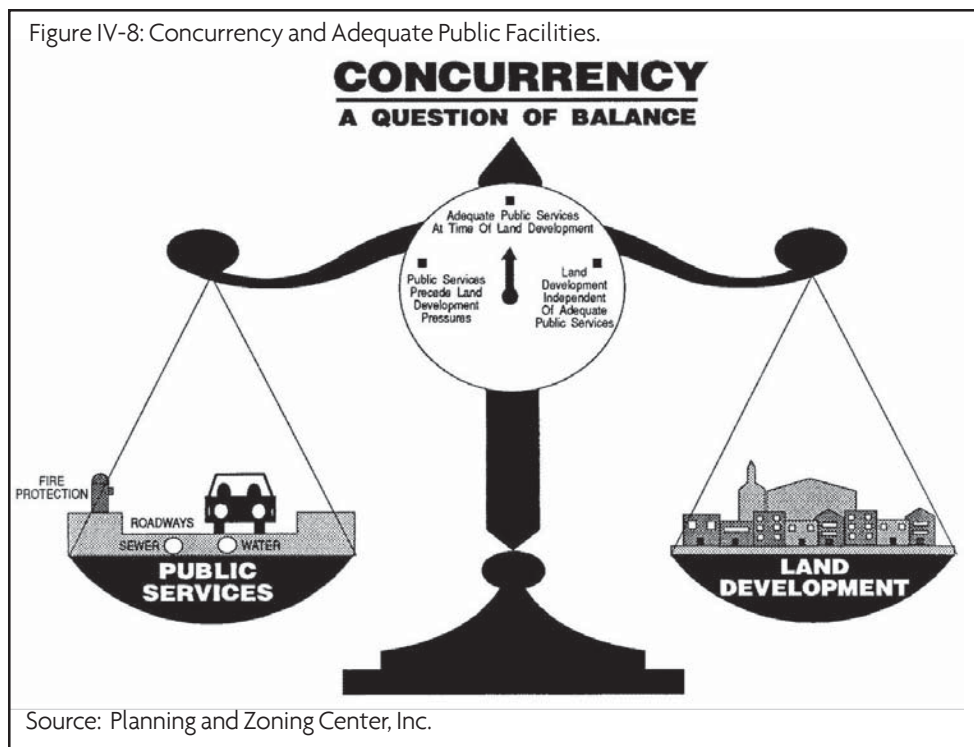 Figure IV-8: Concurrency and Adequate Public Facilities.
CONCURRENCY
A QUESTION OF BALANCE
Adequate Public Services
At Time Of Land Development
Public Services
Precede Land
Development
Pressures
Land
Development
Independent
Of Adequate
Public Services
FIRE
PROTECTION
ROADWAYS
SEWER
WATER
PUBLIC
SERVICES
LAND
DEVELOPMENT
Source: Planning and Zoning Center, Inc.